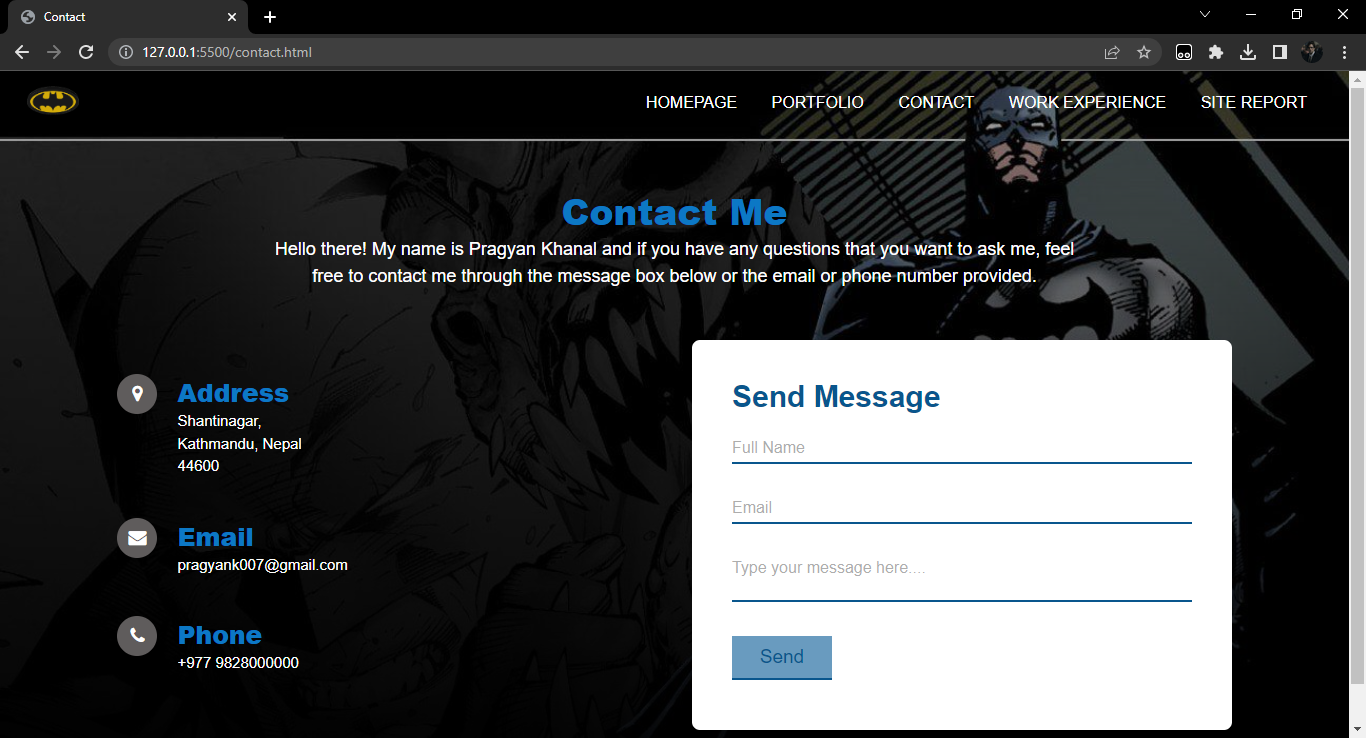 Contact
127.0.0.1:5500/contact.html
HOMEPAGE PORTFOLIO CONTACT WORK EXPERIENCE SITE REPORT
Contact Me
Hello there! My name is Pragyan Khanal and if you have any questions that you want to ask me, feel
free to contact me through the message box below or the email or phone number provided.
Address
Shantinagar,
Kathmandu, Nepal
44600
Email
pragyank007@gmail.com
Phone
+977 9828000000
Send Message
Full Name
Email
Type your message here....
Send